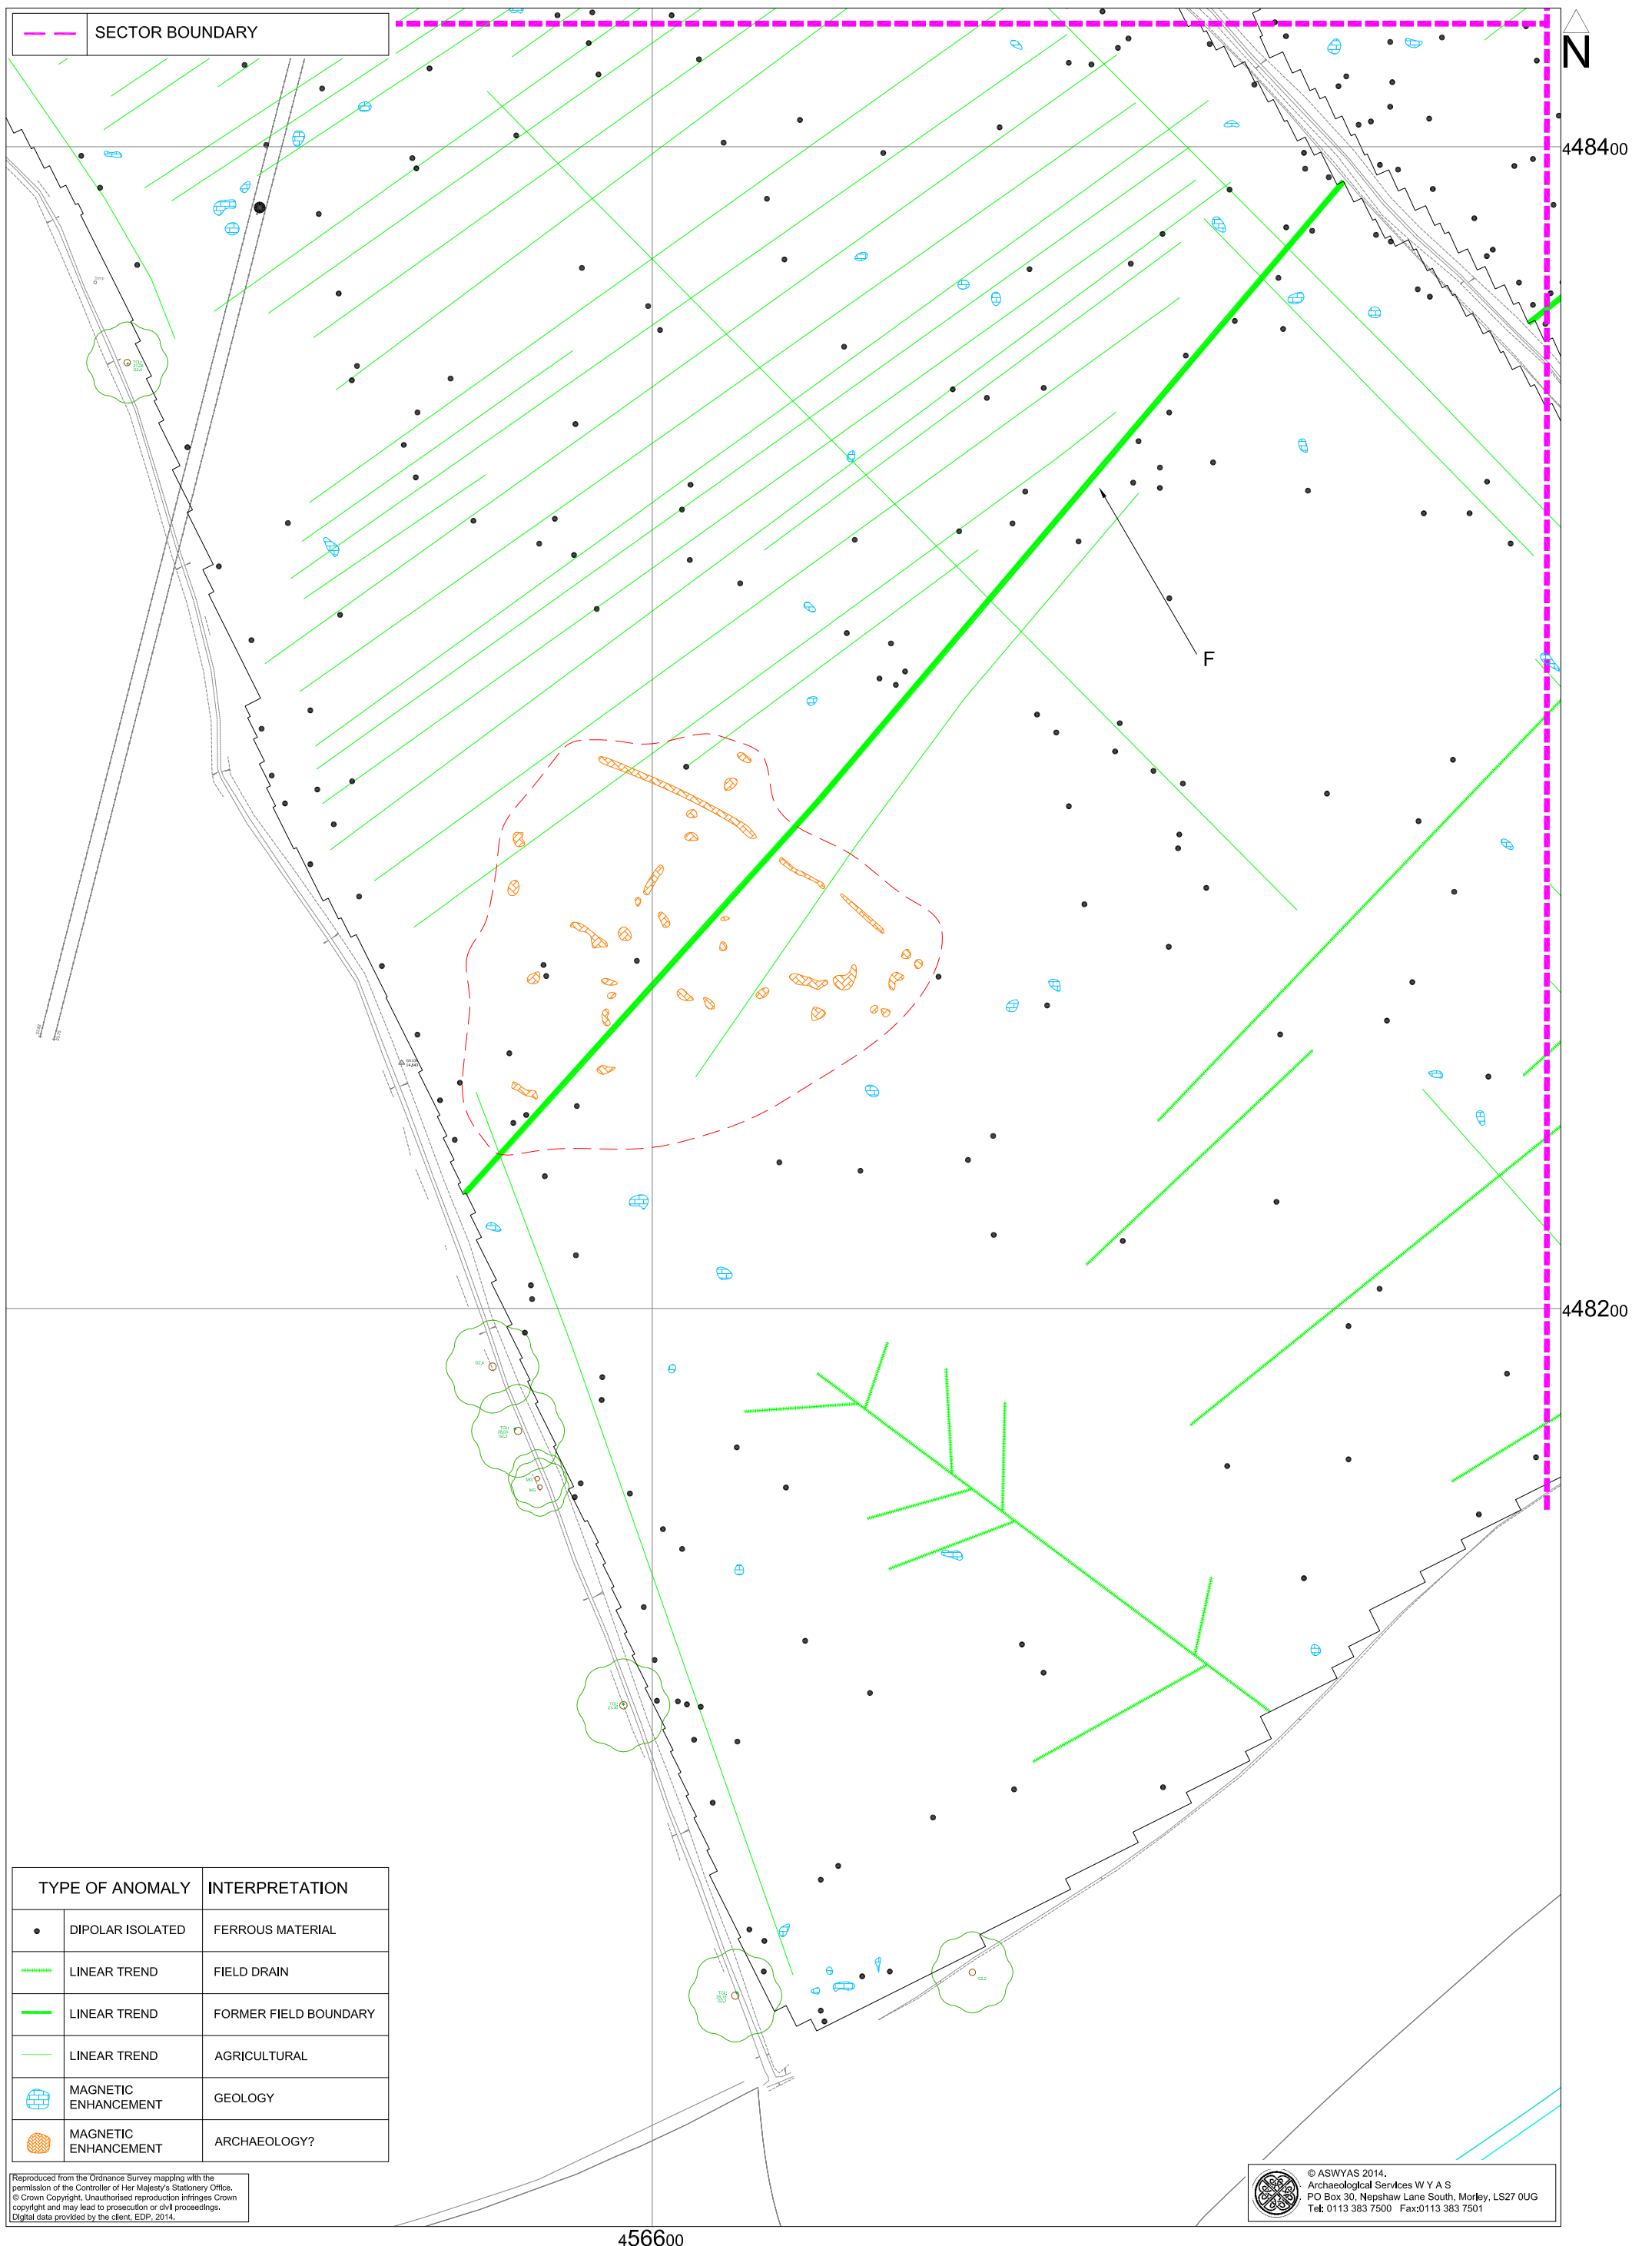 SECTOR BOUNDARY
N
448400
F
448200
TYPE OF ANOMALY INTERPRETATION
DIPOLAR ISOLATED FERROUS MATERIAL
LINEAR TREND FIELD DRAIN
LINEAR TREND FORMER FIELD BOUNDARY
LINEAR TREND AGRICULTURAL
MAGNETIC
ENHANCEMENT GEOLOGY
MAGNETIC
ENHANCEMENT ARCHAEOLOGY?
Reproduced from the Ordnance Survey mapping with the
permission of the Controller of Her Majesty's Stationery Office.
© Crown Copyright. Unauthorised reproduction infringes Crown
copyright and may lead to prosecution or civil proceedings.
Digital data provided by the client, EDP, 2014.
© ASWYAS 2014.
Archaeological Services W Y A S
PO Box 30, Nepshaw Lane South, Morley, LS27 0UG
Tel: 0113 383 7500 Fax:0113 383 7501
456600